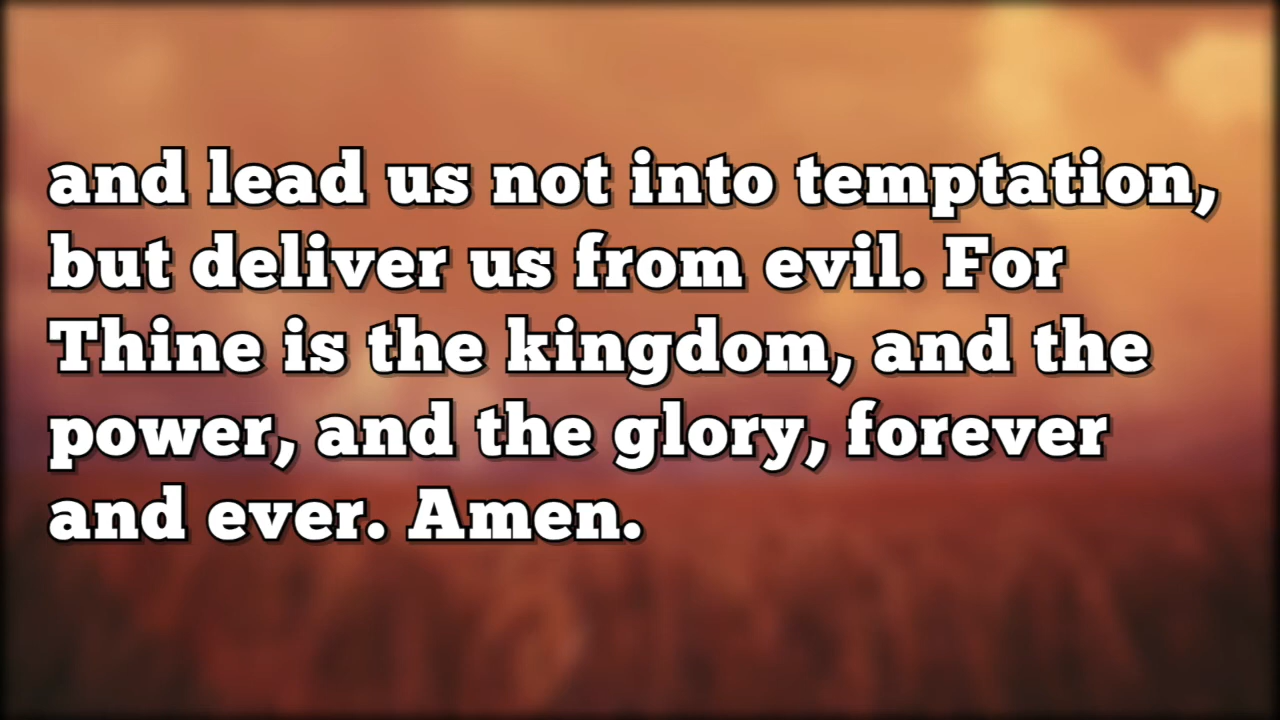 and lead us not into temptation,
but deliver us from evil. For
Thine is the kingdom, and the
power, and the glory, forever
and ever. Amen.